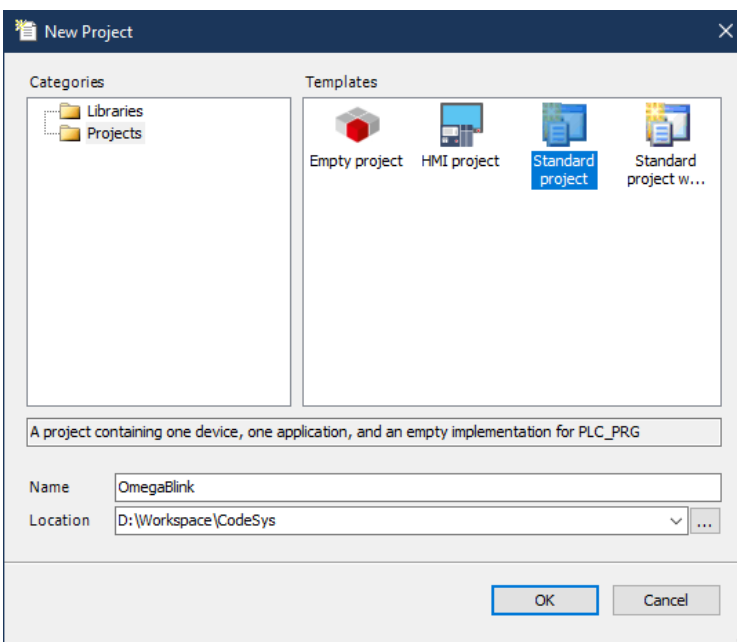 New Project
Categories
Templates
Libraries
Projects
Empty project
HMI project
Standard
project
Standard
project w...
A project containing one device, one application, and an empty implementation for PLC_PRG
Name
OmegaBlink
Location
D:\Workspace\CodeSys
...
OK
Cancel